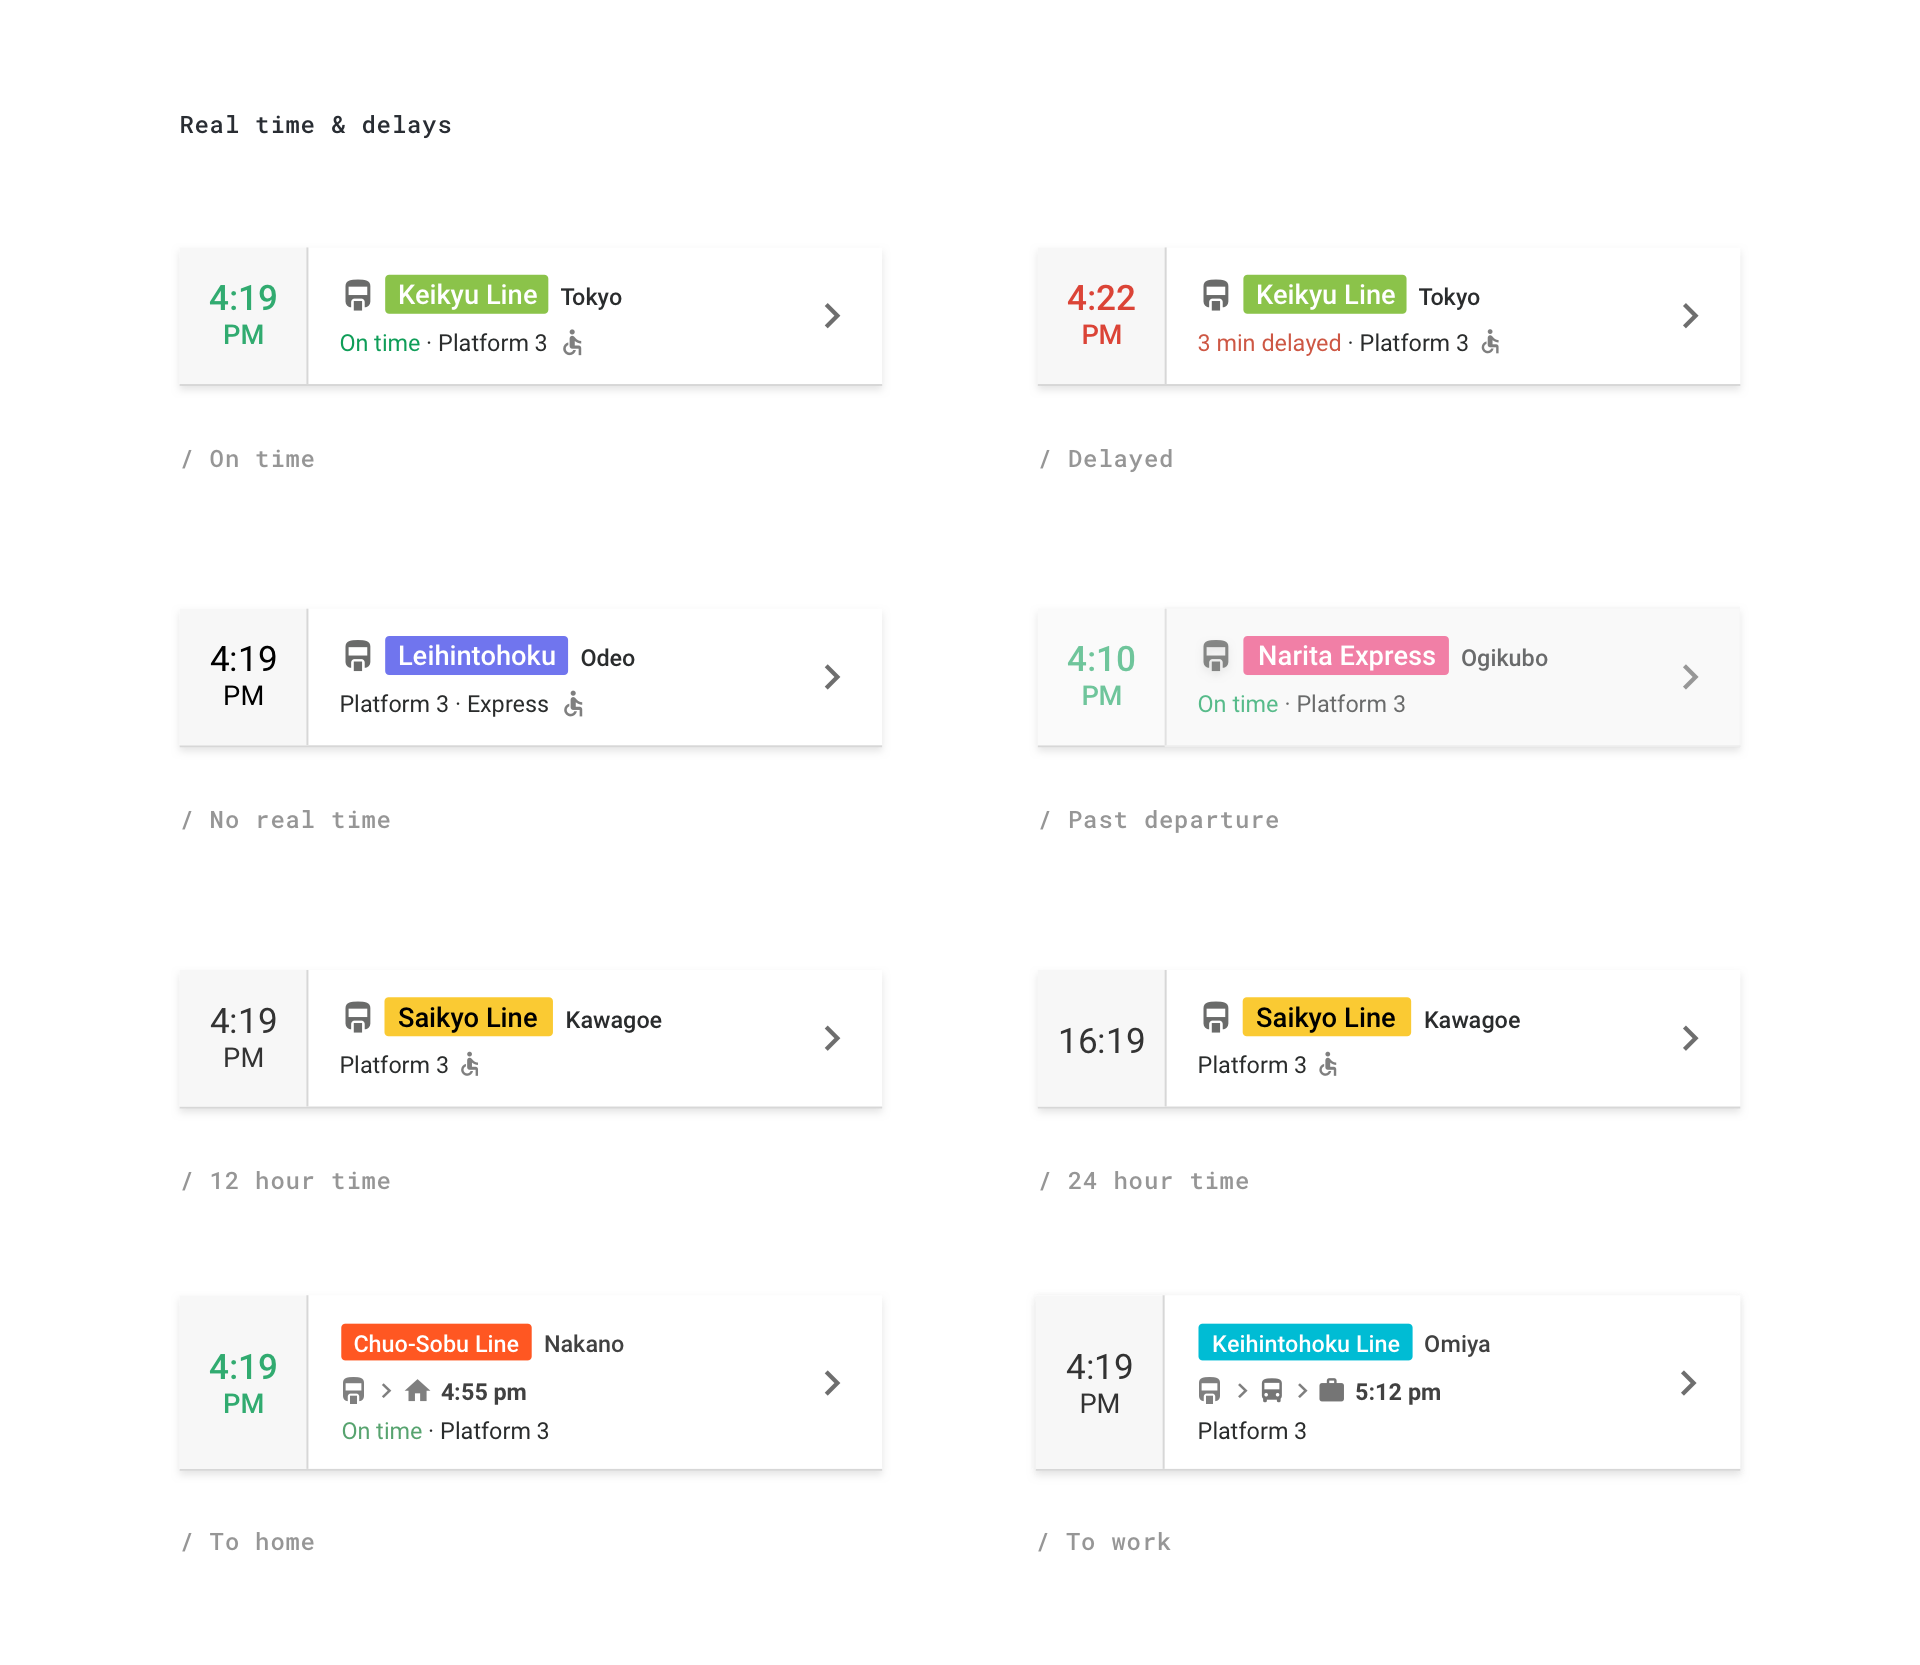 Real time & delays
4:19
PM
Keikyu Line Tokyo
On time · Platform 3
/ On time
4:22
PM
Keikyu Line Tokyo
3 min delayed · Platform 3
/ Delayed
4:19
PM
Leihintohoku Odeo
Platform 3 · Express
/ No real time
4:10
PM
Narita Express Ogikubo
On time · Platform 3
/ Past departure
4:19
PM
Saikyo Line Kawagoe
Platform 3
/ 12 hour time
16:19
Saikyo Line Kawagoe
Platform 3
/ 24 hour time
4:19
PM
Chuo-Sobu Line Nakano
4:55 pm
On time · Platform 3
/ To home
4:19
PM
Keihintohoku Line Omiya
5:12 pm
Platform 3
/ To work